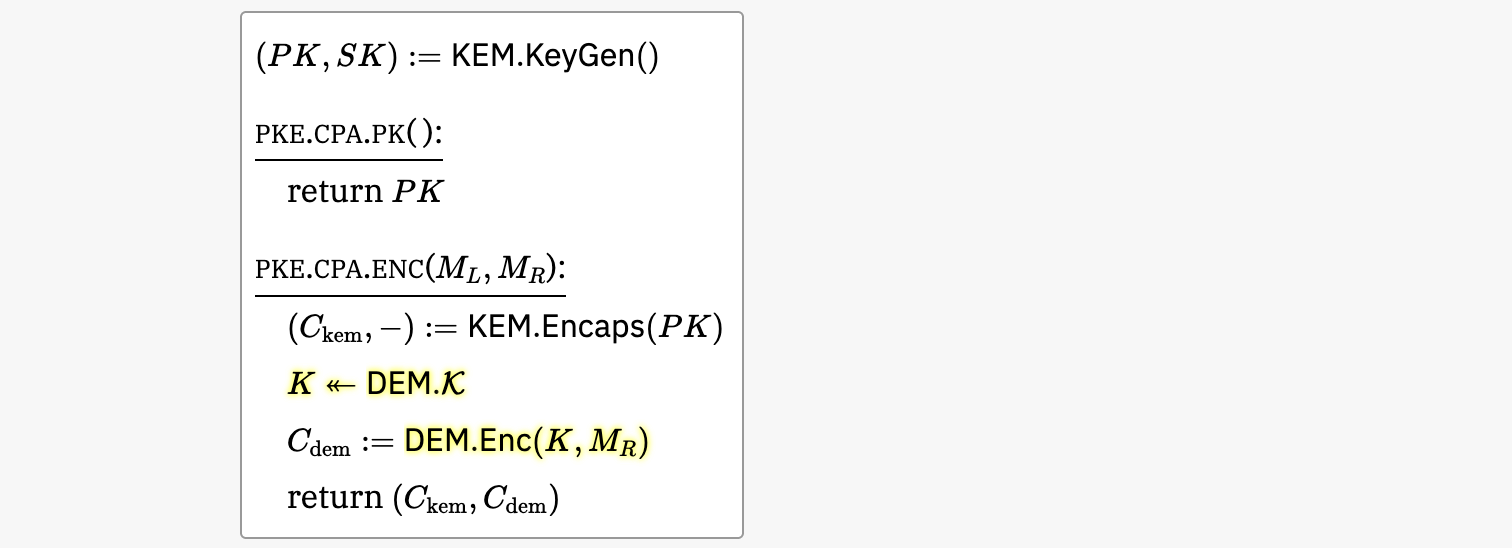 (PK, SK) := KEM.KeyGen()
PKE.CPA.PK():
return PK
PKE.CPA.ENC(M_L, M_R):
(C_kem, −) := KEM.Encaps(PK)
K ↞ DEM.𝒦
C_dem := DEM.Enc(K, M_R)
return (C_kem, C_dem)